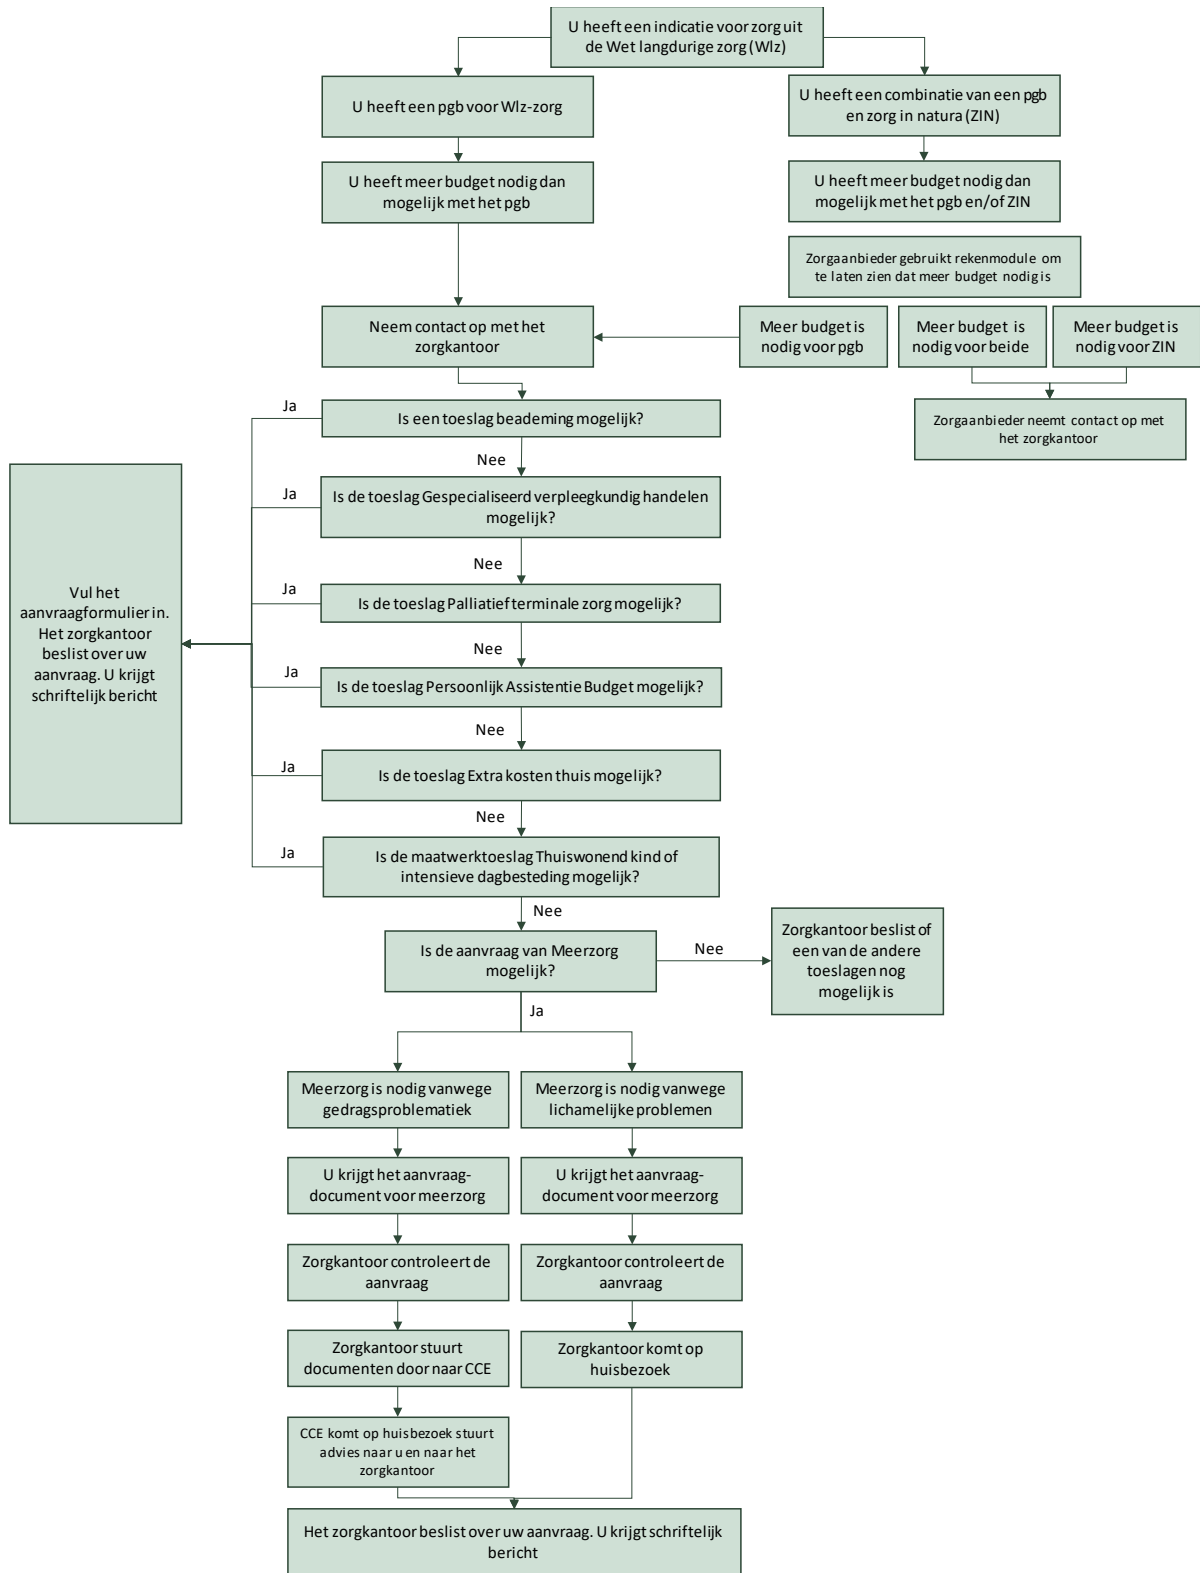 U heeft een indicatie voor zorg uit
de Wet langdurige zorg (Wlz)
U heeft een pgb voor Wlz-zorg
U heeft een combinatie van een pgb
en zorg in natura (ZIN)
U heeft meer budget nodig dan
mogelijk met het pgb
U heeft meer budget nodig dan
mogelijk met het pgb en/of ZIN
Zorgaanbieder gebruikt rekenmodule om
te laten zien dat meer budget nodig is
Neem contact op met het
zorgkantoor
Meer budget is
nodig voor pgb
Meer budget is
nodig voor beide
Meer budget is
nodig voor ZIN
Zorgaanbieder neemt contact op met
het zorgkantoor
Ja
Is een toeslag beademing mogelijk?
Nee
Ja
Is de toeslag Gespecialiseerd verpleegkundig handelen
mogelijk?
Nee
Ja
Is de toeslag Palliatief terminale zorg mogelijk?
Nee
Vul het
aanvraagformulier in.
Het zorgkantoor
beslist over uw
aanvraag. U krijgt
schriftelijk bericht
Ja
Is de toeslag Persoonlijk Assistentie Budget mogelijk?
Nee
Ja
Is de toeslag Extra kosten thuis mogelijk?
Nee
Ja
Is de maatwerktoeslag Thuiswonend kind of
intensieve dagbesteding mogelijk?
Nee
Is de aanvraag van Meerzorg
mogelijk?
Nee
Zorgkantoor beslist of
een van de andere
toeslagen nog
mogelijk is
Ja
Meerzorg is nodig vanwege
gedragsproblematiek
Meerzorg is nodig vanwege
lichamelijke problemen
U krijgt het aanvraag-
document voor meerzorg
U krijgt het aanvraag-
document voor meerzorg
Zorgkantoor controleert de
aanvraag
Zorgkantoor controleert de
aanvraag
Zorgkantoor stuurt
documenten door naar CCE
Zorgkantoor komt op
huisbezoek
CCE komt op huisbezoek stuurt
advies naar u en naar het
zorgkantoor
Het zorgkantoor beslist over uw aanvraag. U krijgt schriftelijk
bericht